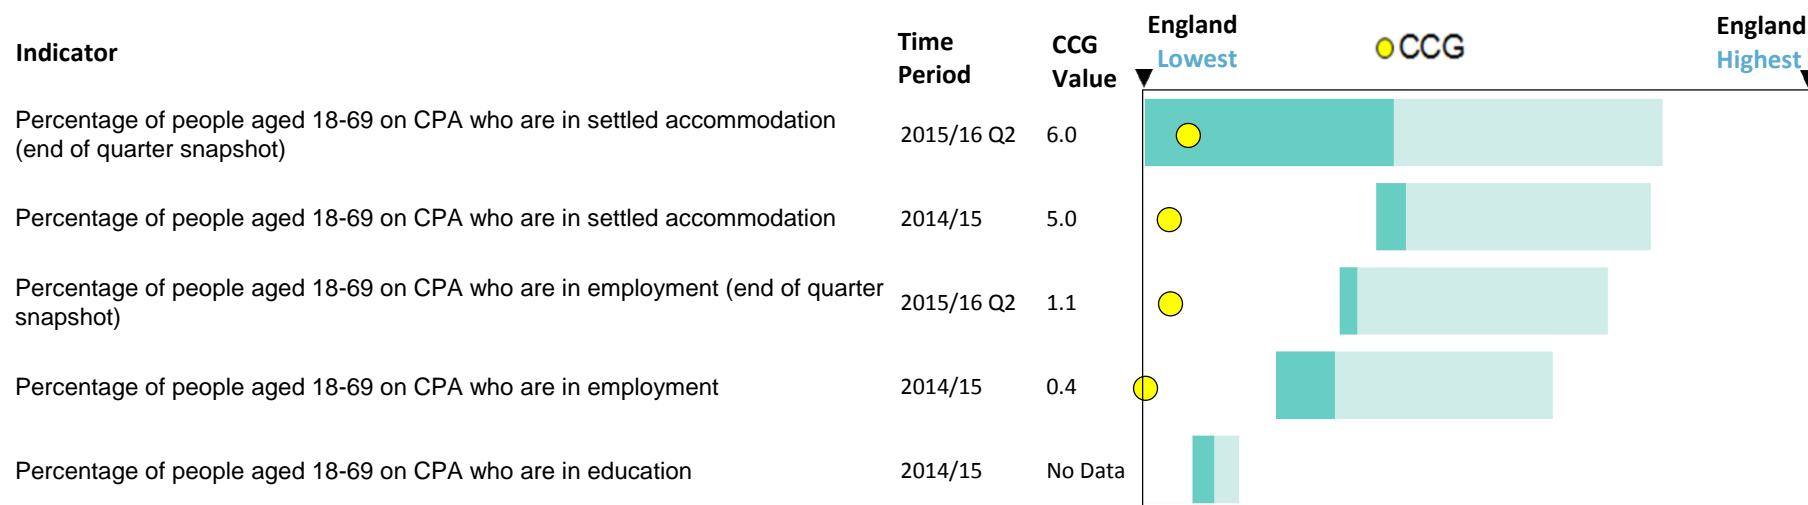 Indicator
Time
Period
CCG
Value
England
Lowest
CCG
England
Highest
Percentage of people aged 18-69 on CPA who are in settled accommodation
(end of quarter snapshot)
2015/16 Q2
6.0
Percentage of people aged 18-69 on CPA who are in settled accommodation
2014/15
5.0
Percentage of people aged 18-69 on CPA who are in employment (end of quarter
snapshot)
2015/16 Q2
1.1
Percentage of people aged 18-69 on CPA who are in employment
2014/15
0.4
Percentage of people aged 18-69 on CPA who are in education
2014/15
No Data